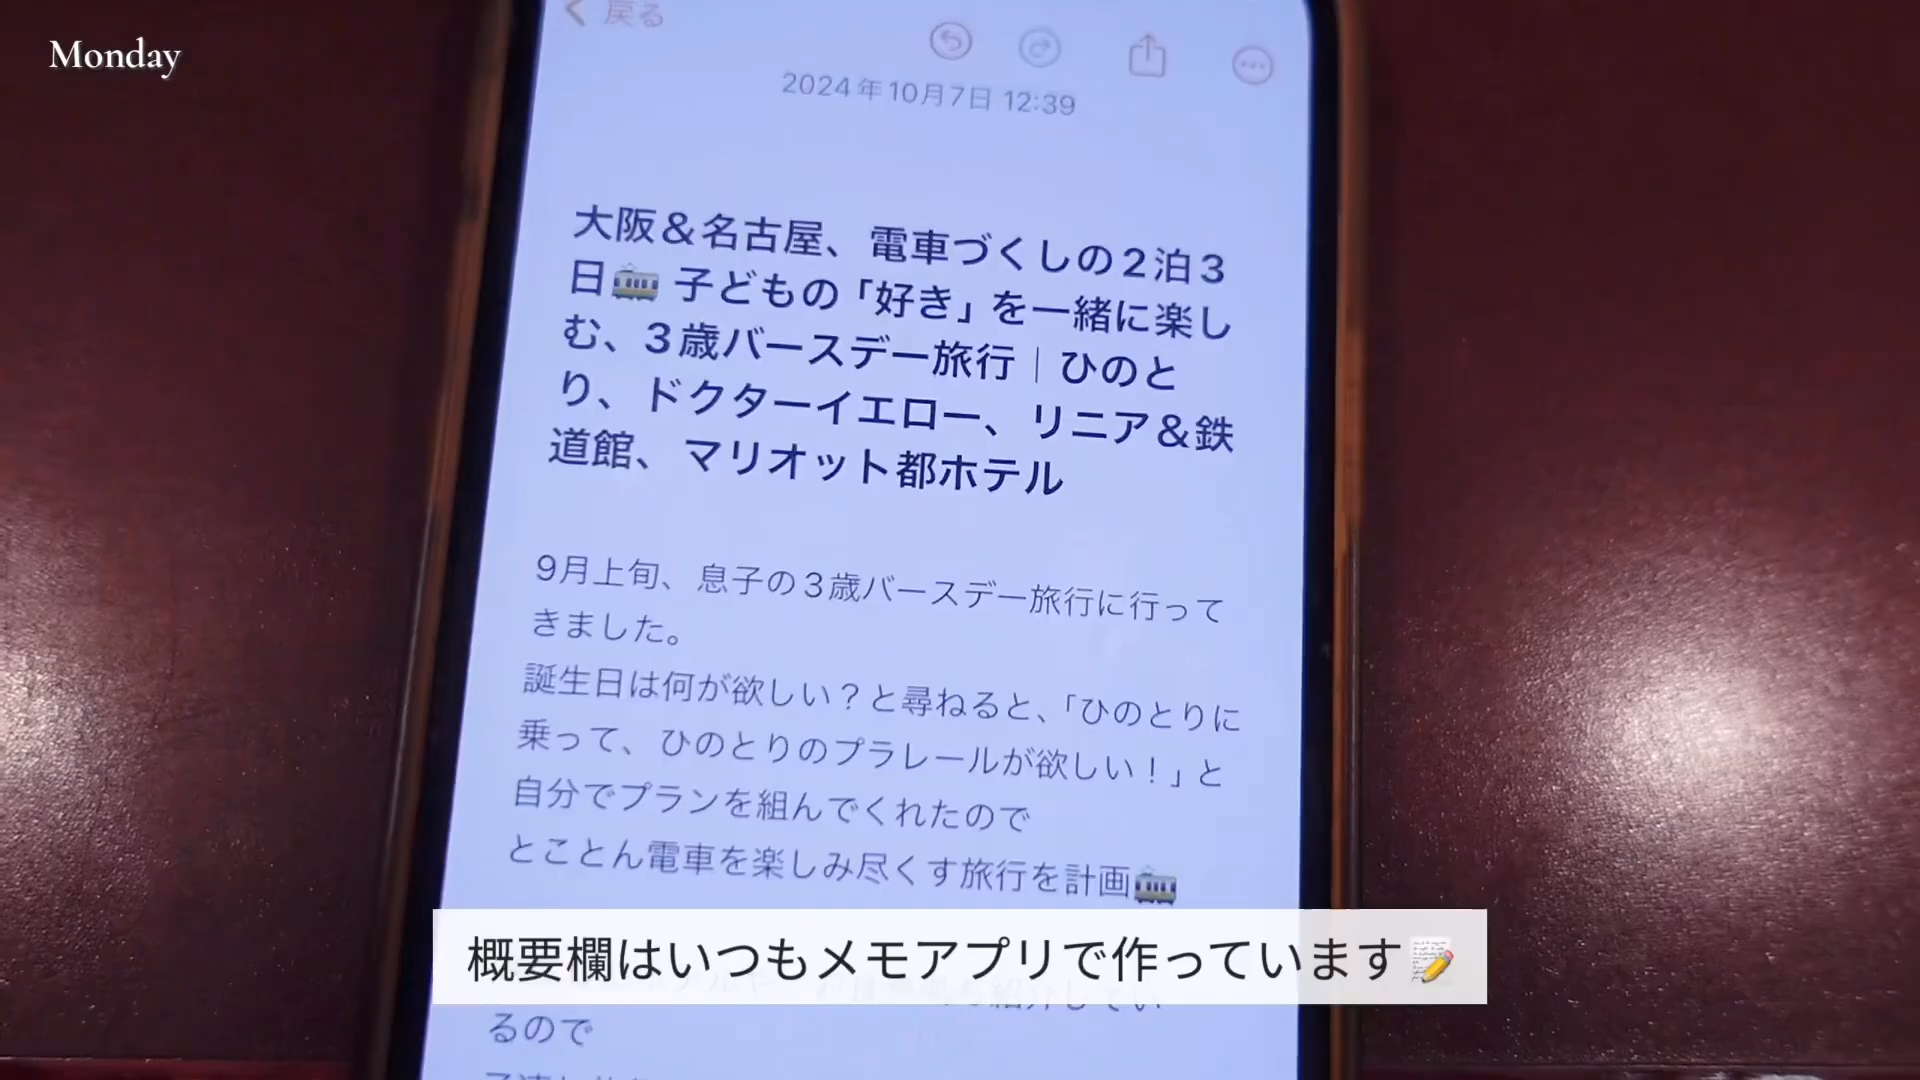 Monday
戻る
2024年10月7日 12:39
大阪&名古屋、電車づくしの2泊3
日🚋 子どもの「好き」を一緒に楽し
む、3歳バースデー旅行｜ひのと
り、ドクターイエロー、リニア&鉄
道館、マリオット都ホテル
9月上旬、息子の3歳バースデー旅行に行って
きました。
誕生日は何が欲しい？と尋ねると、「ひのとりに
乗って、ひのとりのプラレールが欲しい！」と
自分でプランを組んでくれたので
とことん電車を楽しみ尽くす旅行を計画🚋
概要欄はいつもメモアプリで作っています📝
るので